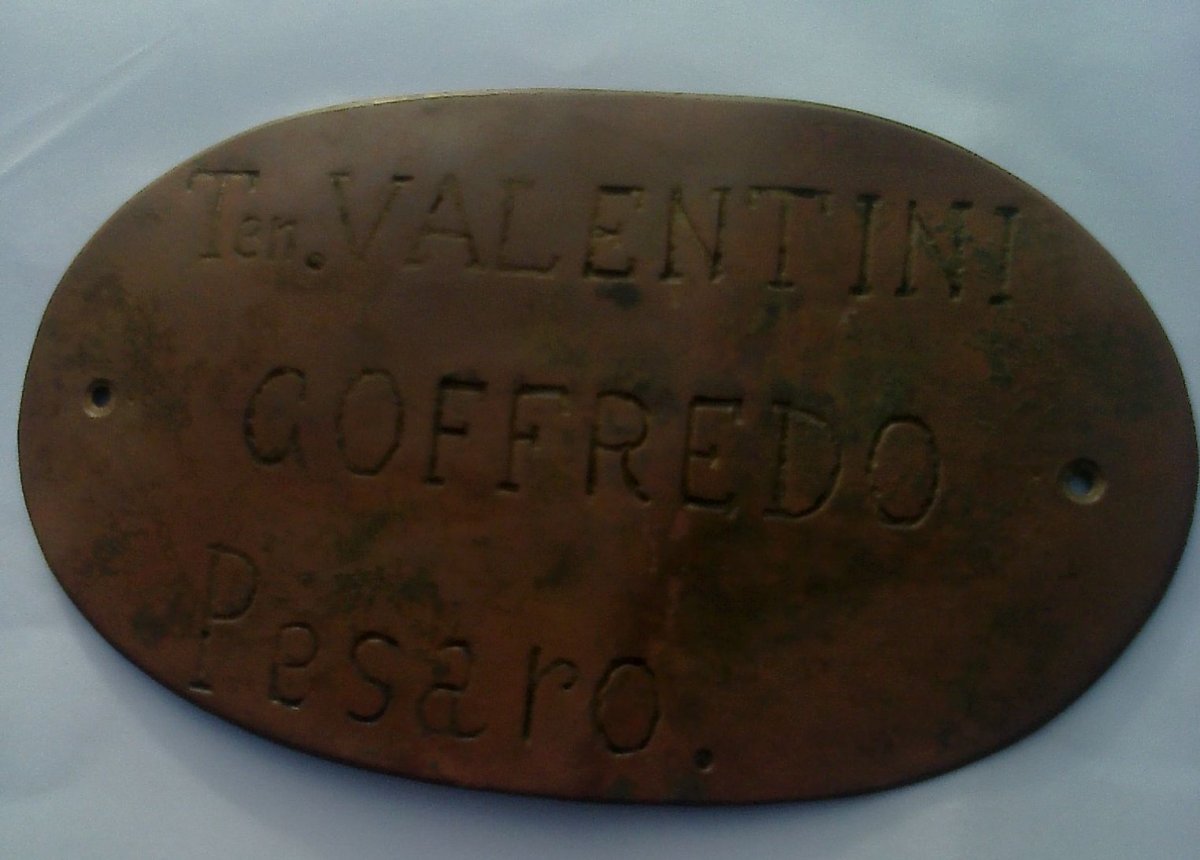 Ten. VALENTINI
GOFFREDO
Pesaro.